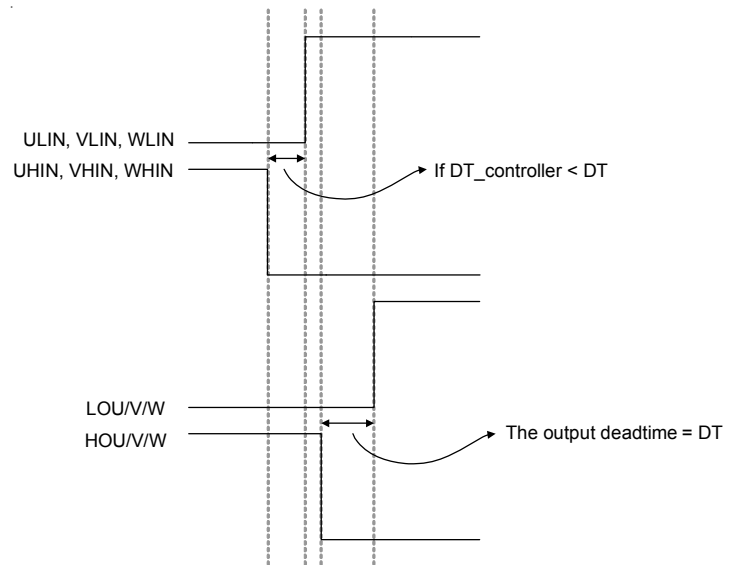 ULIN, VLIN, WLIN
UHIN, VHIN, WHIN
If DT_controller < DT
LOU/V/W
HOU/V/W
The output deadtime = DT